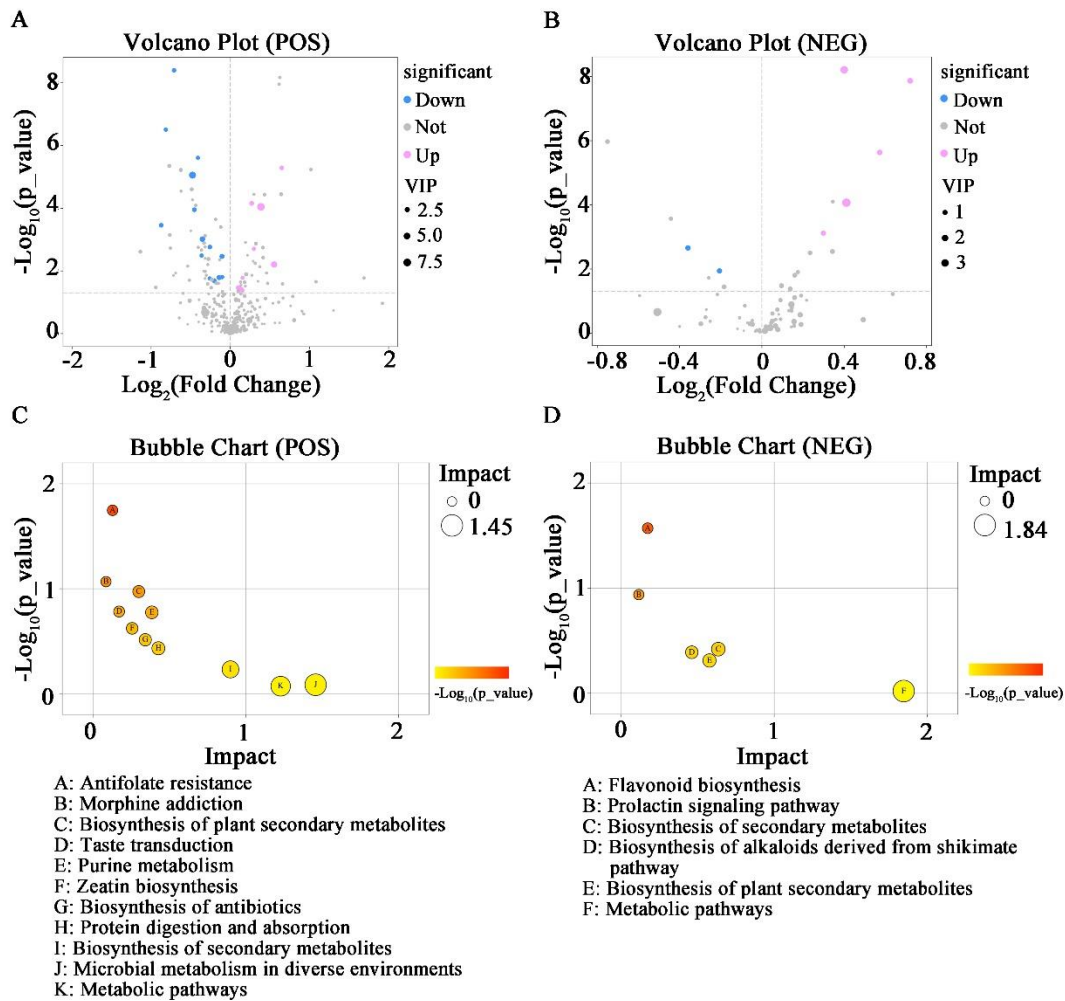 A
Volcano Plot (POS)
-Log10(p_value)
8
6
4
2
0
-2
-1
0
1
2
Log2(Fold Change)
significant
Down
Not
Up
VIP
2.5
5.0
7.5
B
Volcano Plot (NEG)
-Log10(p_value)
8
6
4
2
0
-0.8
-0.4
0
0.4
0.8
Log2(Fold Change)
significant
Down
Not
Up
VIP
1
2
3
C
Bubble Chart (POS)
-Log10(p_value)
2
1
0
A
B
C
D
E
F
G
H
I
K
J
0
1
2
Impact
Impact
0
1.45
-Log10(p_value)
A: Antifolate resistance
B: Morphine addiction
C: Biosynthesis of plant secondary metabolites
D: Taste transduction
E: Purine metabolism
F: Zeatin biosynthesis
G: Biosynthesis of antibiotics
H: Protein digestion and absorption
I: Biosynthesis of secondary metabolites
J: Microbial metabolism in diverse environments
K: Metabolic pathways
D
Bubble Chart (NEG)
-Log10(p_value)
2
1
0
A
B
C
D
E
F
0
1
2
Impact
Impact
0
1.84
-Log10(p_value)
A: Flavonoid biosynthesis
B: Prolactin signaling pathway
C: Biosynthesis of secondary metabolites
D: Biosynthesis of alkaloids derived from shikimate
pathway
E: Biosynthesis of plant secondary metabolites
F: Metabolic pathways